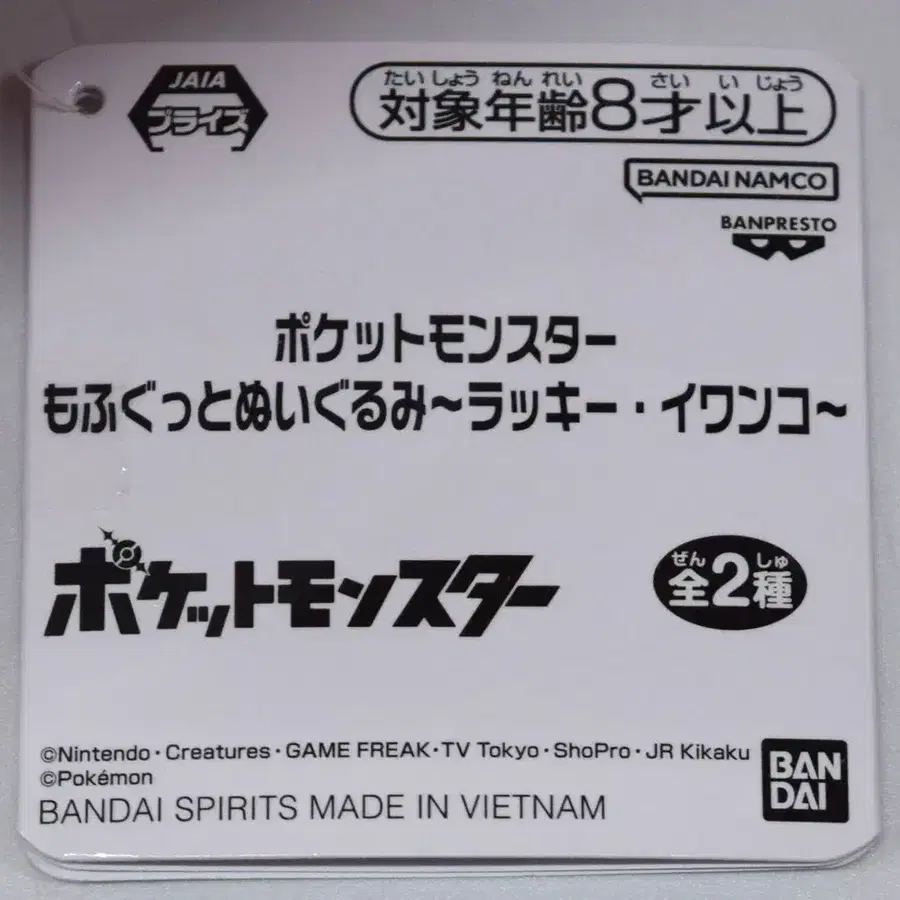 JAIA
プライズ
たいしょうねんれい さいいじょう
対象年齢8才以上
BANDAI NAMCO
BANPRESTO
ポケットモンスター
もふぐっとぬいぐるみ～ラッキー・イワンコ～
ポケットモンスター
ぜん しゅ
全2種
©Nintendo・Creatures・GAME FREAK・TV Tokyo・ShoPro・JR Kikaku
©Pokémon
BANDAI SPIRITS MADE IN VIETNAM
BAN
DAI